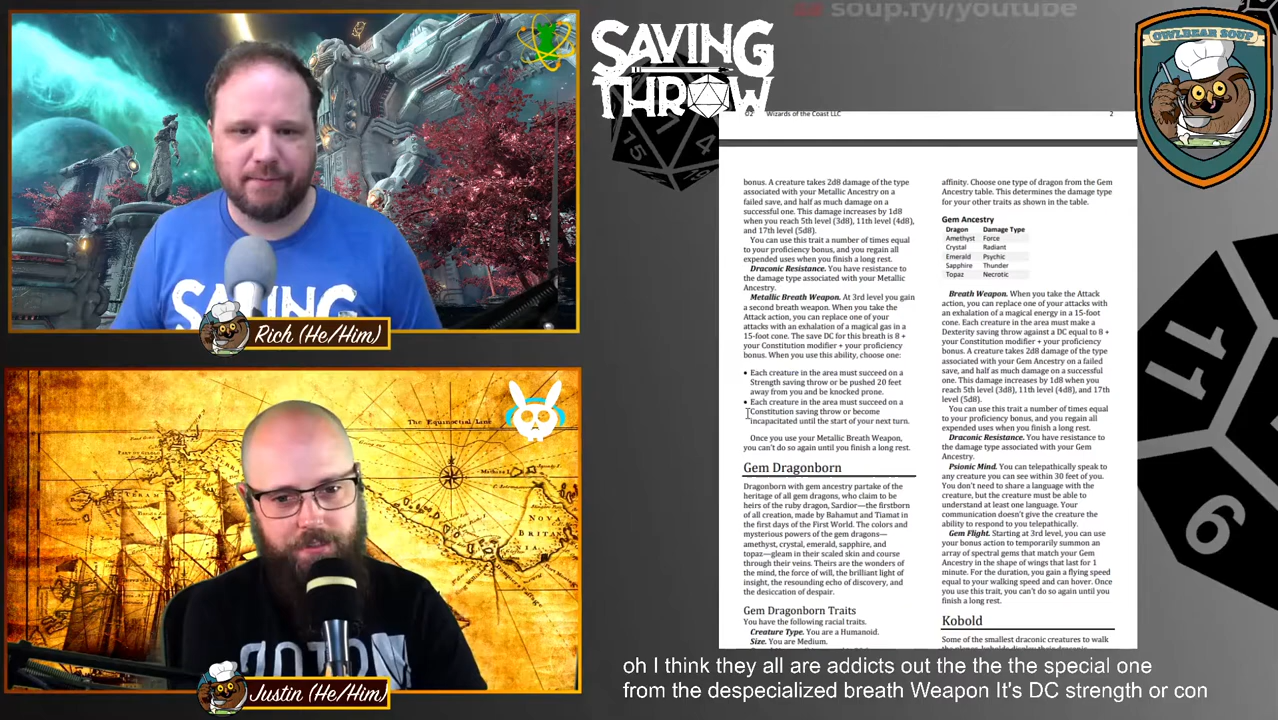 soup.fyi/youtube
SAVING
THROW
OWLBEAR SOUP
Wizards of the Coast LLC 2
bonus. A creature takes 2d8 damage of the type
associated with your Metallic Ancestry on a
failed save, and half as much damage on a
successful one. This damage increases by 1d8
when you reach 5th level (3d8), 11th level (4d8),
and 17th level (5d8).
You can use this trait a number of times equal
to your proficiency bonus, and you regain all
expended uses when you finish a long rest.
Draconic Resistance. You have resistance to
the damage type associated with your Metallic
Ancestry.
Metallic Breath Weapon. At 3rd level you gain
a second breath weapon. When you take the
Attack action, you can replace one of your
attacks with an exhalation of a magical gas in a
15-foot cone. The save DC for this breath is 8 +
your Constitution modifier + your proficiency
bonus. When you use this ability, choose one:
• Each creature in the area must succeed on a
Strength saving throw or be pushed 20 feet
away from you and be knocked prone.
• Each creature in the area must succeed on a
Constitution saving throw or become
incapacitated until the start of your next turn.
Once you use your Metallic Breath Weapon,
you can't do so again until you finish a long rest.
Gem Dragonborn
Dragonborn with gem ancestry partake of the
heritage of all gem dragons, who claim to be
heirs of the ruby dragon, Sardior—the firstborn
of all creation, made by Bahamut and Tiamat in
the first days of the First World. The colors and
mysterious powers of the gem dragons—
amethyst, crystal, emerald, sapphire, and
topaz—gleam in their scaled skin and course
through their veins. Theirs are the wonders of
the mind, the force of will, the brilliant light of
insight, the resounding echo of discovery, and
the desiccation of despair.
Gem Dragonborn Traits
You have the following racial traits.
Creature Type. You are a Humanoid.
Size. You are Medium.
affinity. Choose one type of dragon from the Gem
Ancestry table. This determines the damage type
for your other traits as shown in the table.
Gem Ancestry
Dragon Damage Type
Amethyst Force
Crystal Radiant
Emerald Psychic
Sapphire Thunder
Topaz Necrotic
Breath Weapon. When you take the Attack
action, you can replace one of your attacks with
an exhalation of a magical energy in a 15-foot
cone. Each creature in the area must make a
Dexterity saving throw against a DC equal to 8 +
your Constitution modifier + your proficiency
bonus. A creature takes 2d8 damage of the type
associated with your Gem Ancestry on a failed
save, and half as much damage on a successful
one. This damage increases by 1d8 when you
reach 5th level (3d8), 11th level (4d8), and 17th
level (5d8).
You can use this trait a number of times equal
to your proficiency bonus, and you regain all
expended uses when you finish a long rest.
Draconic Resistance. You have resistance to
the damage type associated with your Gem
Ancestry.
Psionic Mind. You can telepathically speak to
any creature you can see within 30 feet of you.
You don't need to share a language with the
creature, but the creature must be able to
understand at least one language. Your
communication doesn't give the creature the
ability to respond to you telepathically.
Gem Flight. Starting at 3rd level, you can use
your bonus action to temporarily summon an
array of spectral gems that match your Gem
Ancestry in the shape of wings that last for 1
minute. For the duration, you gain a flying speed
equal to your walking speed and can hover. Once
you use this trait, you can't do so again until you
finish a long rest.
Kobold
Some of the smallest draconic creatures to walk
Rich (He/Him)
Justin (He/Him)
The Equinoctial Line
SAVING
15
1
11
9
oh I think they all are addicts out the the the special one
from the despecialized breath Weapon It's DC strength or con